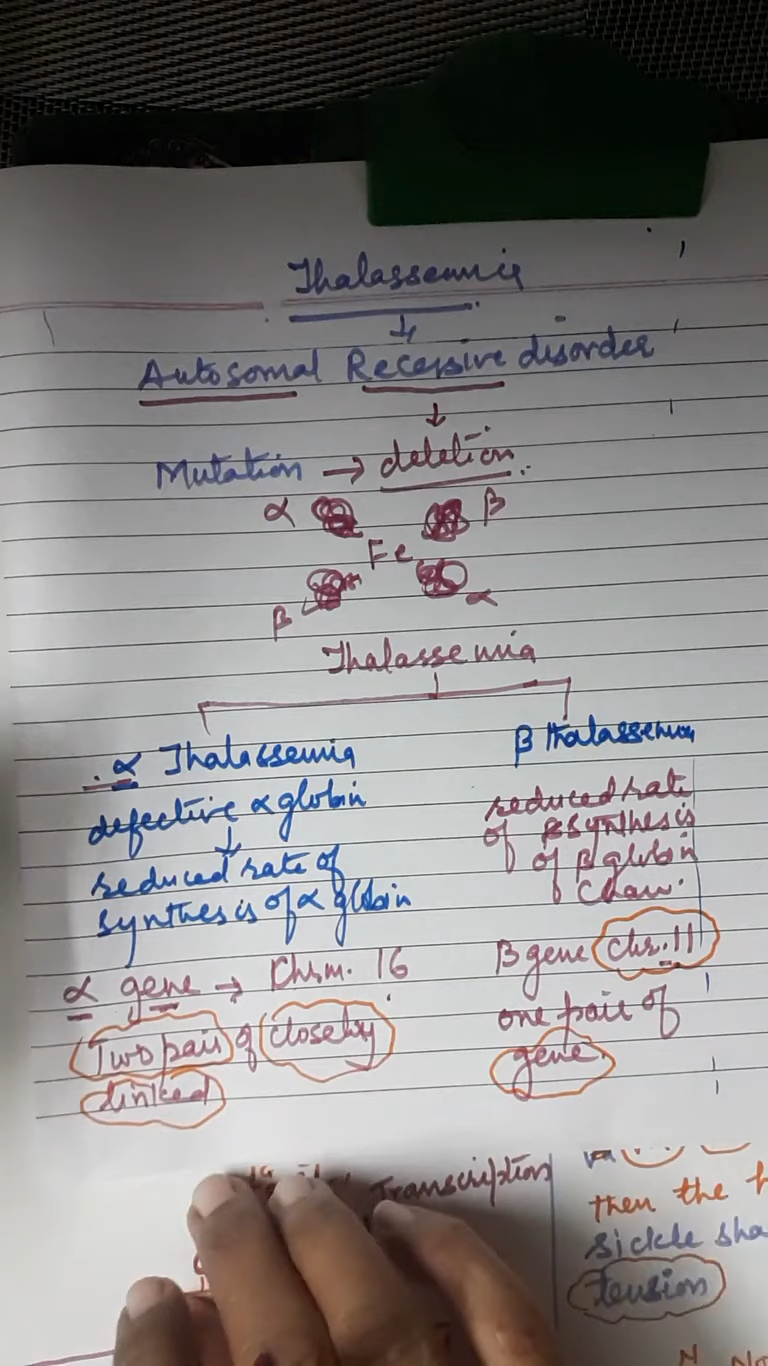 Thalassemia
↓
Autosomal Recessive disorder
↓
Mutation → deletion
α β
Fe
β α
Thalassemia
α Thalassemia
defective α globin
↓
reduced rate of
synthesis of α globin
α gene → Chrm. 16
Two pair of closely
linked
β thalassemia
reduced rate
of synthesis
of β globin
chain.
β gene chr. 11
one pair of
gene
Transcription
then the
sickle sha
tension